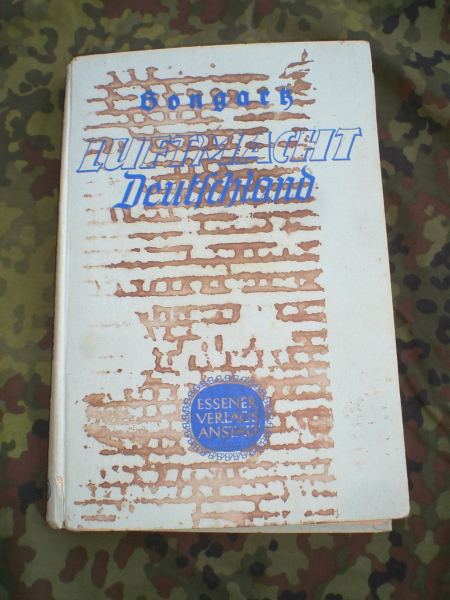 Bongartz
LUFTMACHT
Deutschland
ESSENER
VERLAGS
ANSTALT